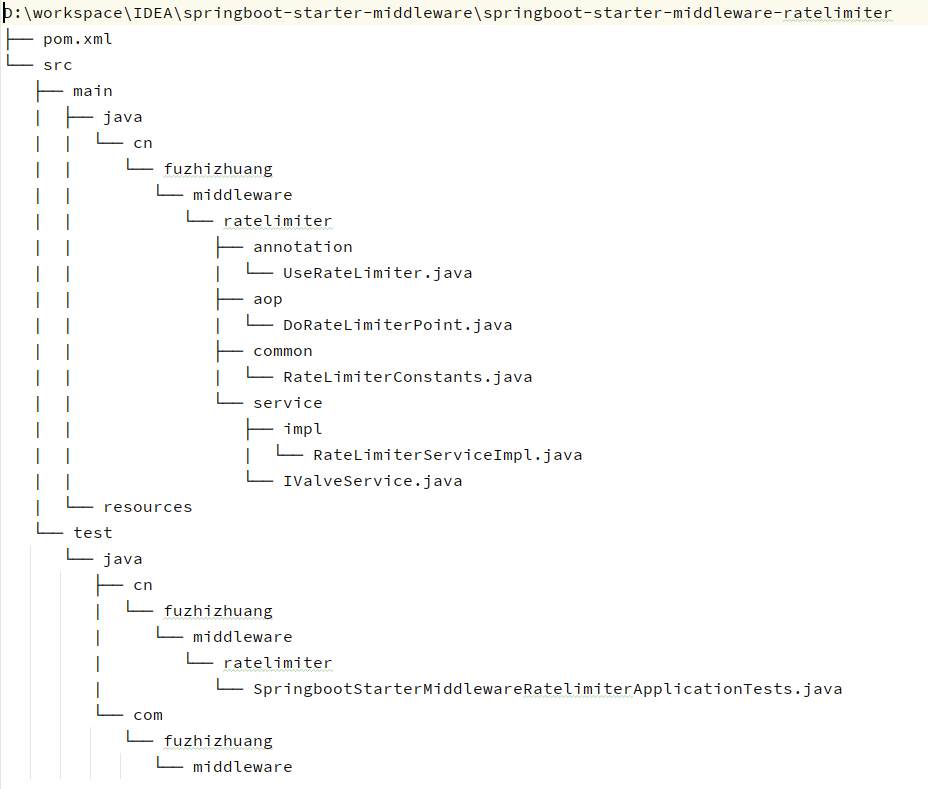 D:\workspace\IDEA\springboot-starter-middleware\springboot-starter-middleware-ratelimiter
├── pom.xml
└── src
   ├── main
   │  ├── java
   │  │  └── cn
   │  │     └── fuzhizhuang
   │  │        └── middleware
   │  │           └── ratelimiter
   │  │              ├── annotation
   │  │              │  └── UseRateLimiter.java
   │  │              ├── aop
   │  │              │  └── DoRateLimiterPoint.java
   │  │              ├── common
   │  │              │  └── RateLimiterConstants.java
   │  │              └── service
   │  │                 ├── impl
   │  │                 │  └── RateLimiterServiceImpl.java
   │  │                 └── IValveService.java
   │  └── resources
   └── test
      └── java
         ├── cn
         │  └── fuzhizhuang
         │     └── middleware
         │        └── ratelimiter
         │           └── SpringbootStarterMiddlewareRatelimiterApplicationTests.java
         └── com
            └── fuzhizhuang
               └── middleware